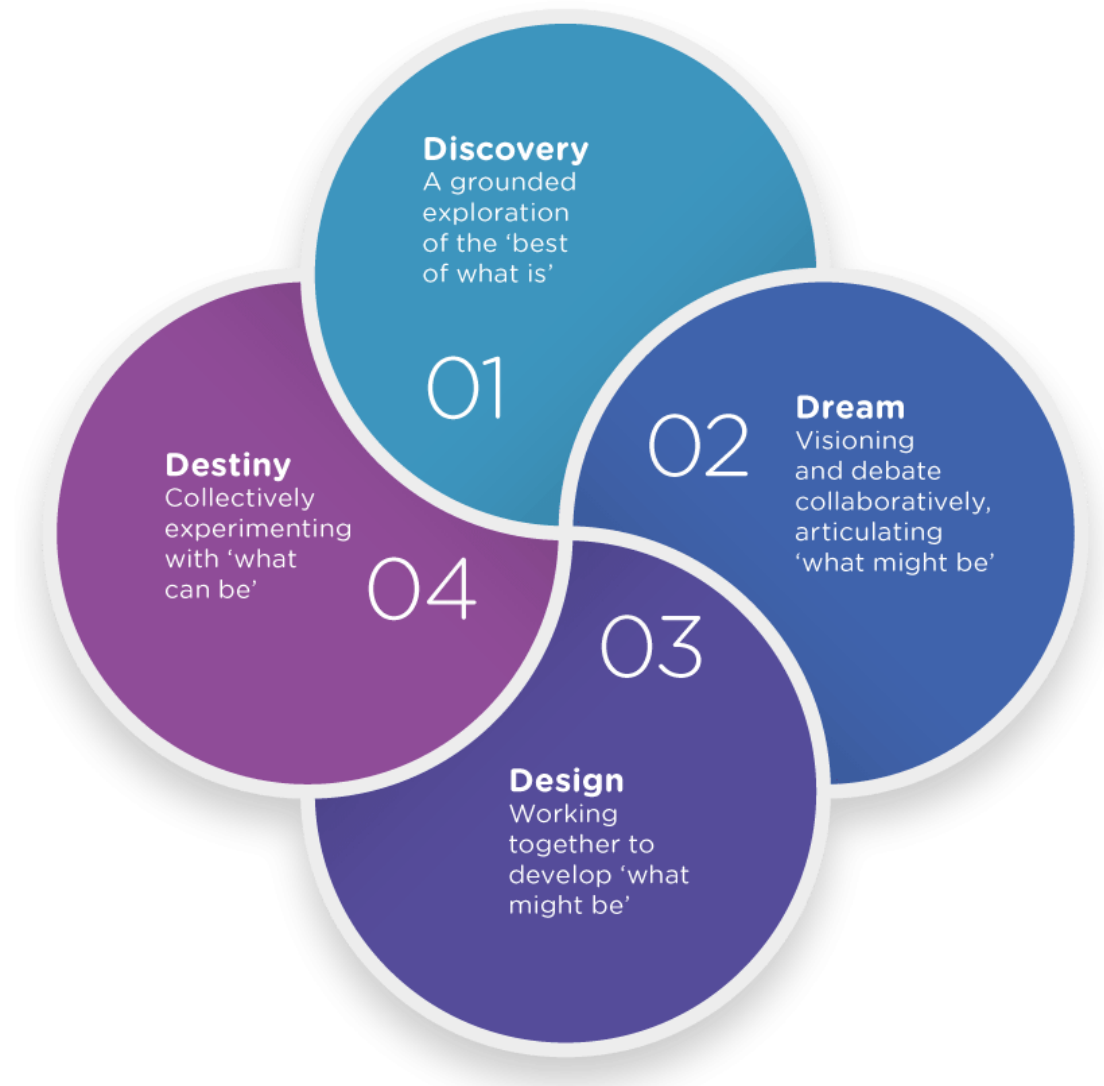 Discovery
A grounded
exploration
of the ‘best
of what is’
01
02
Dream
Visioning
and debate
collaboratively,
articulating
‘what might be’
03
Design
Working
together to
develop ‘what
might be’
Destiny
Collectively
experimenting
with ‘what
can be’
04